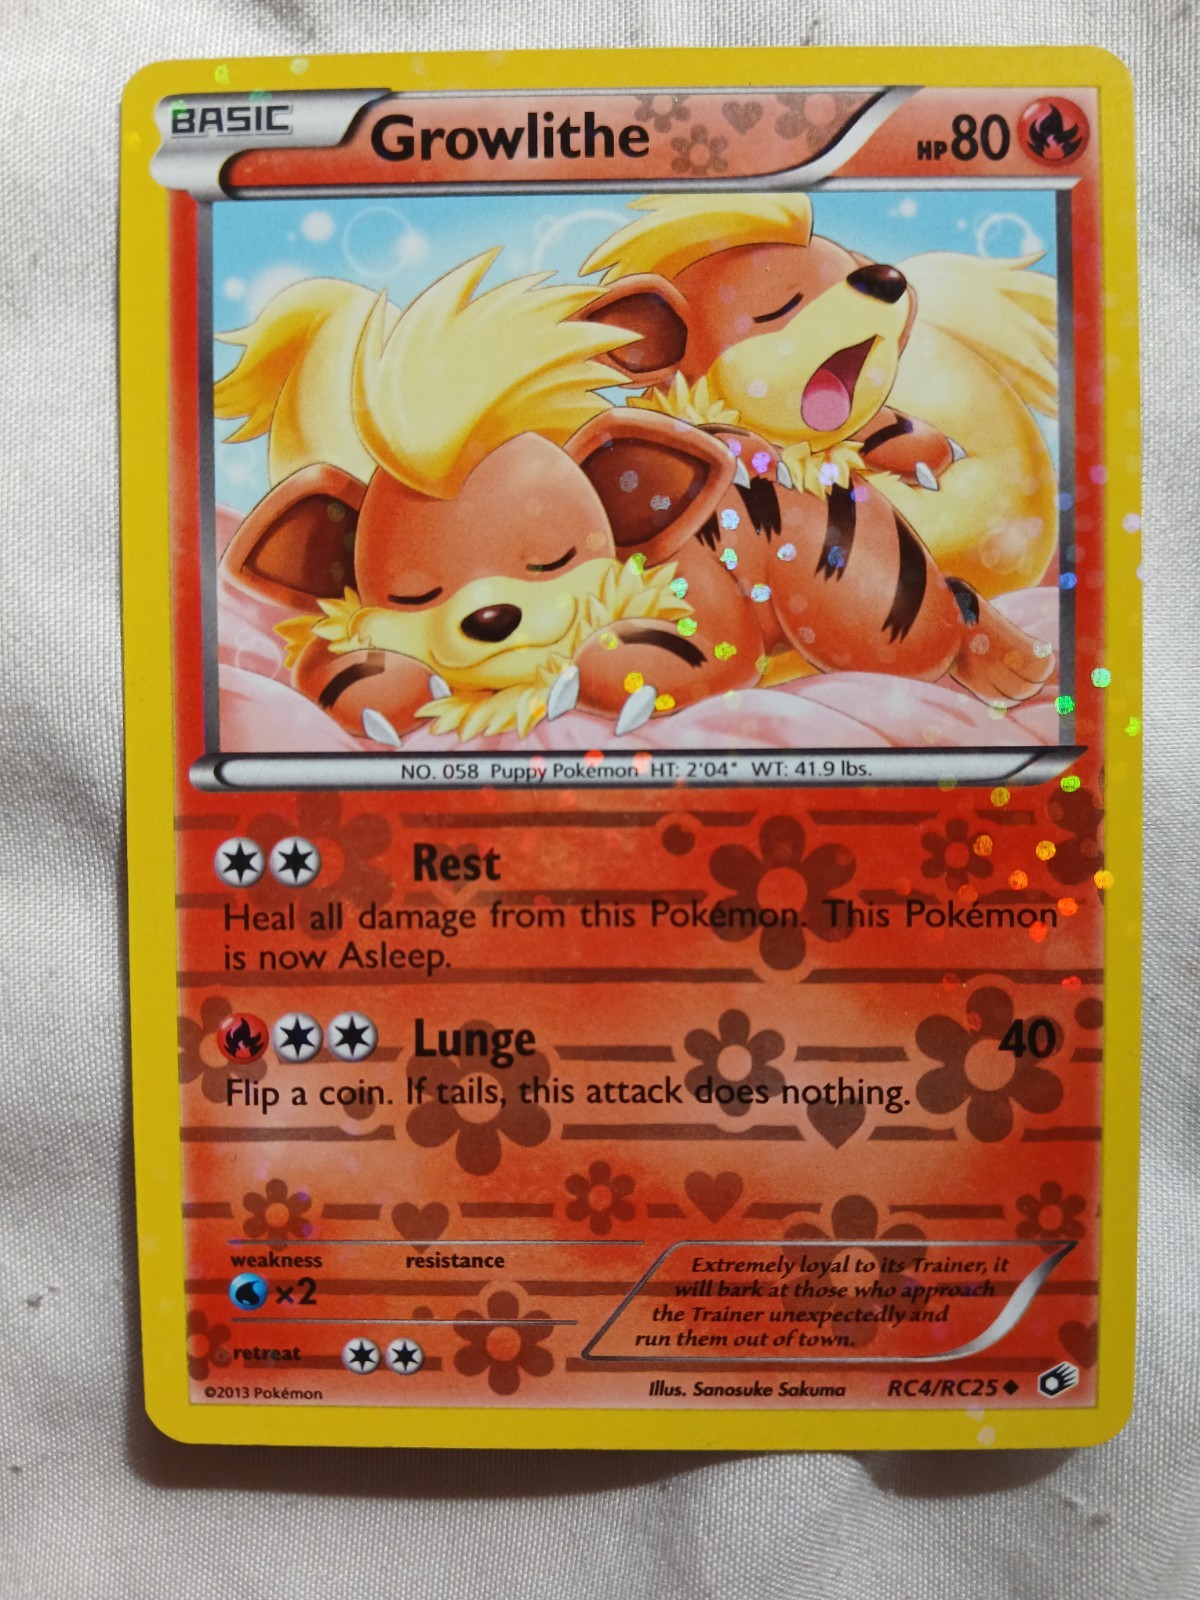 BASIC
Growlithe
HP80
NO. 058 Puppy Pokémon HT: 2'04" WT: 41.9 lbs.
Rest
Heal all damage from this Pokémon. This Pokémon
is now Asleep.
Lunge 40
Flip a coin. If tails, this attack does nothing.
weakness resistance
×2
retreat
Extremely loyal to its Trainer, it
will bark at those who approach
the Trainer unexpectedly and
run them out of town.
©2013 Pokémon
Illus. Sanosuke Sakuma
RC4/RC25